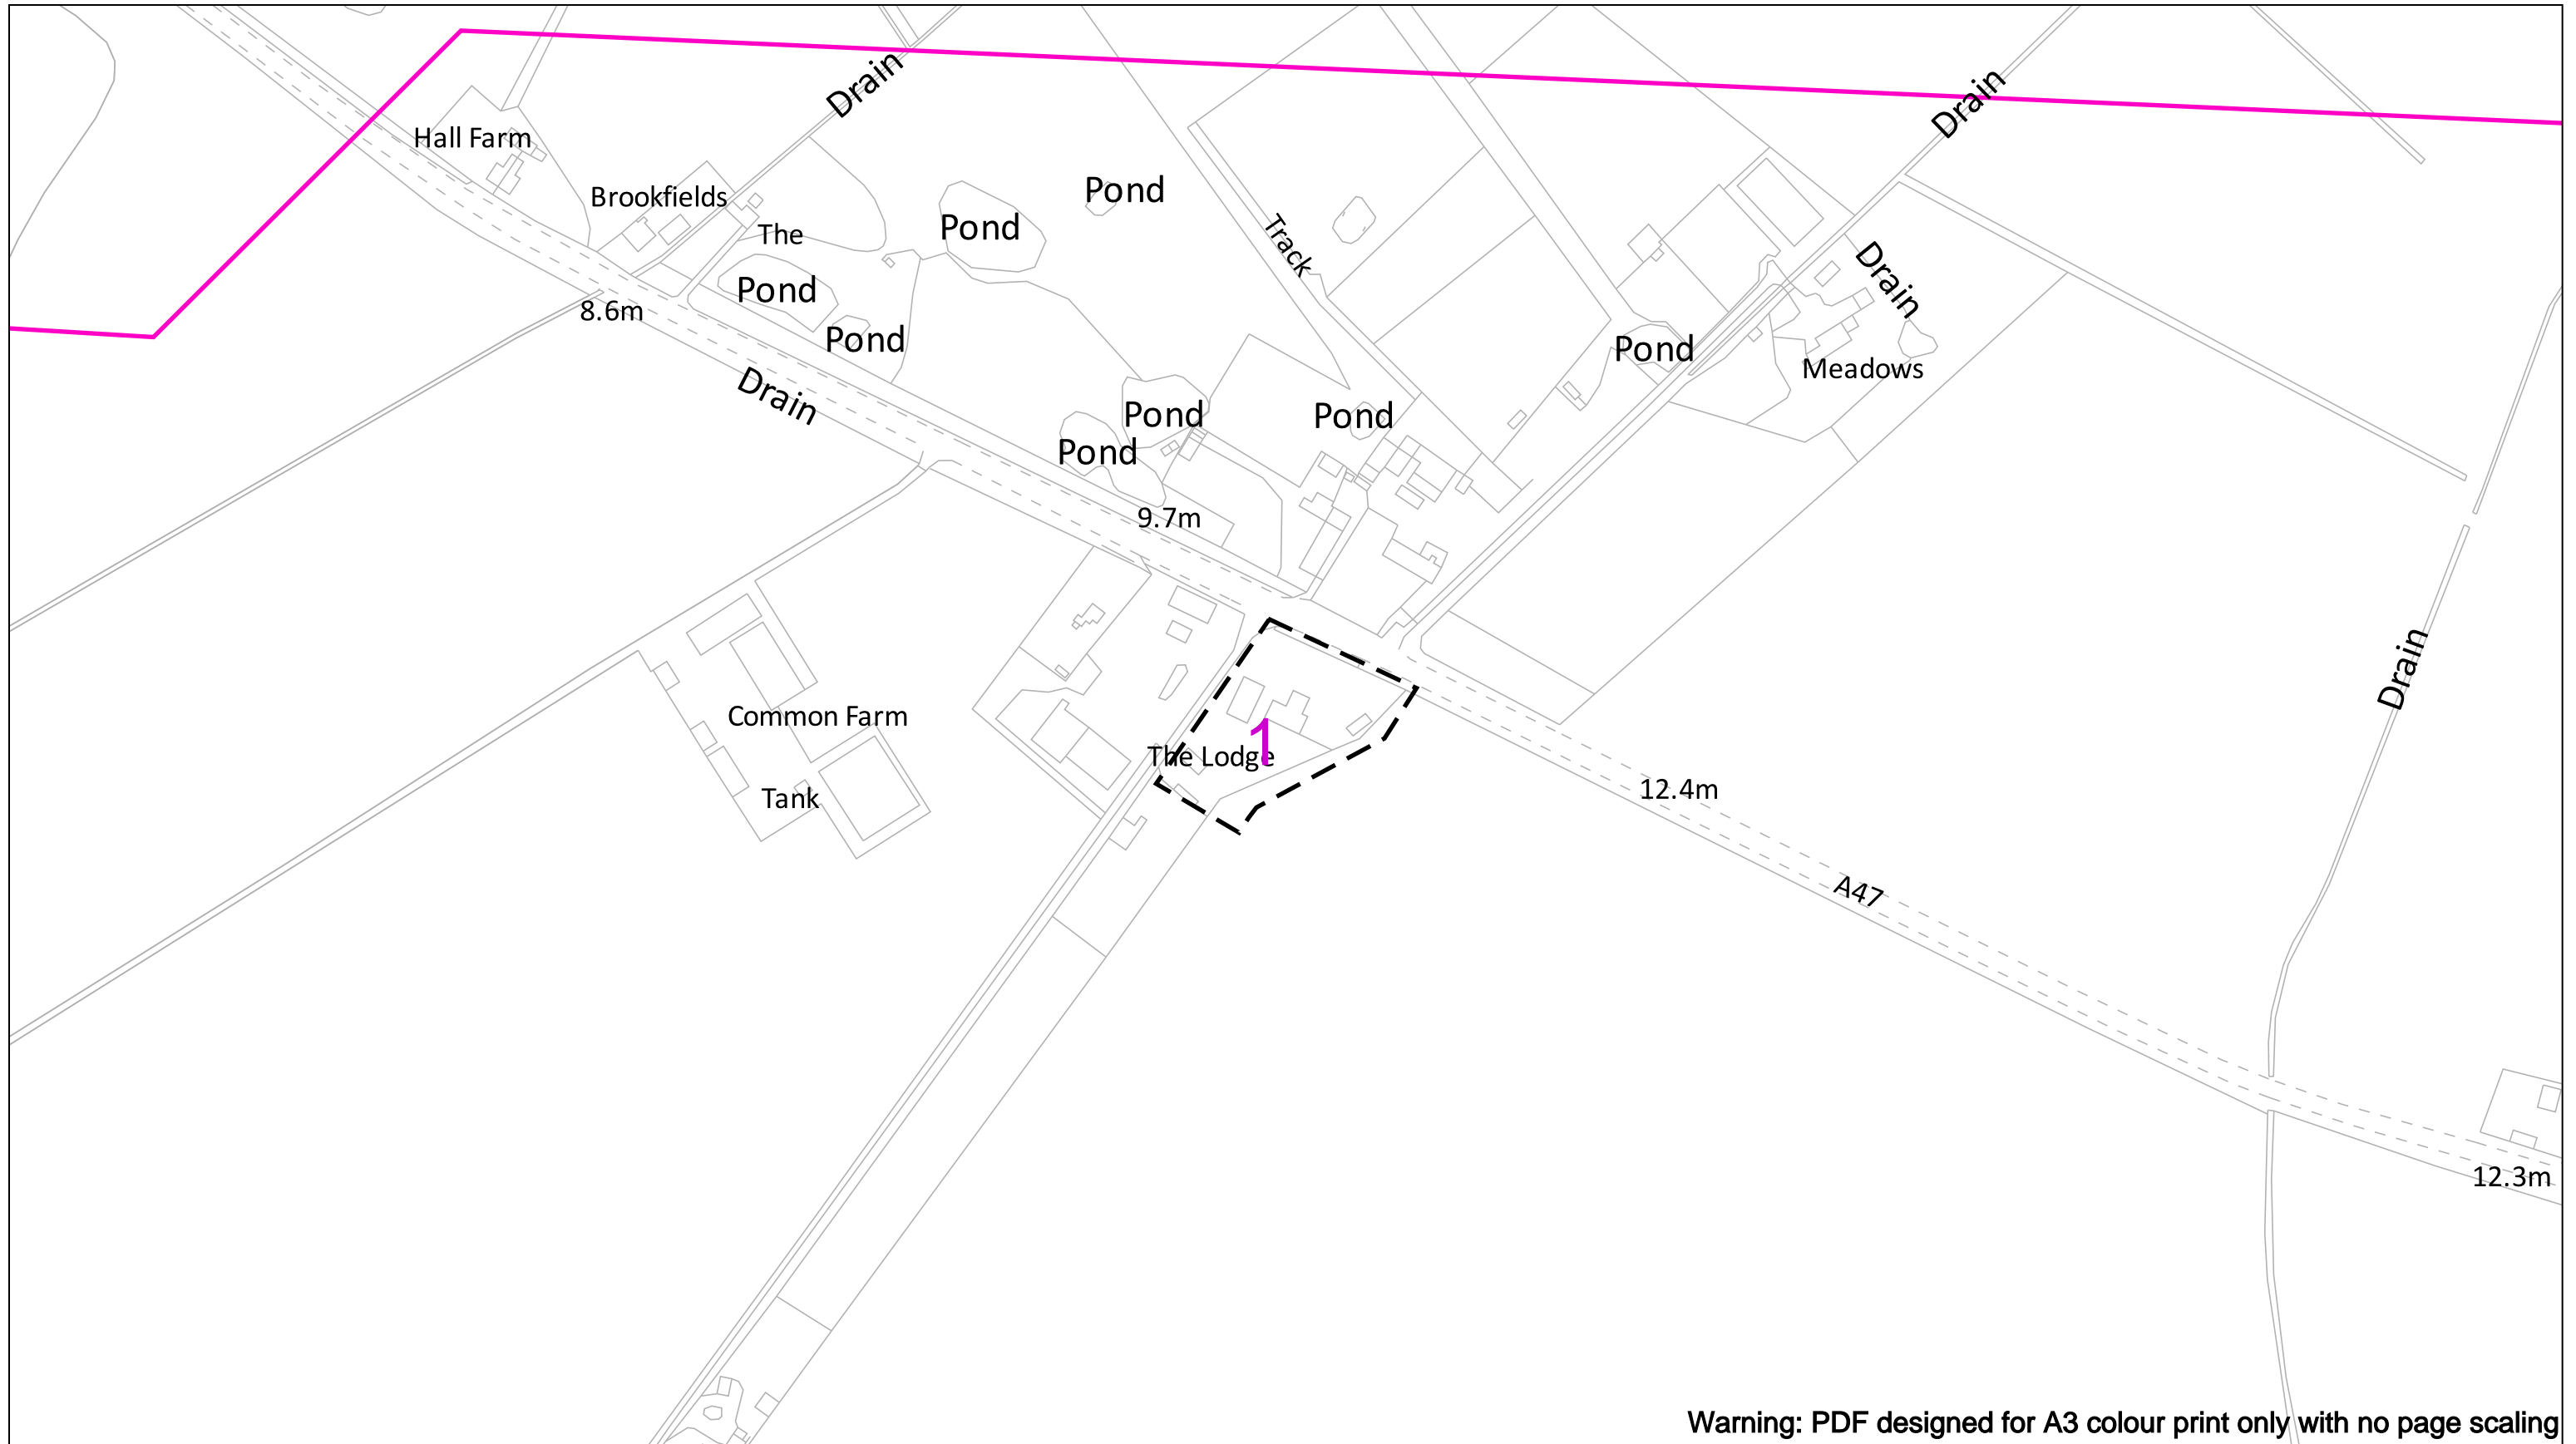 Drain
Drain
Hall Farm
Brookfields
Pond
Pond
The
Track
Drain
Pond
8.6m
Pond
Pond
Meadows
Drain
Pond
Pond
Pond
9.7m
Drain
Common Farm
1
The Lodge
Tank
12.4m
A47
12.3m
Warning: PDF designed for A3 colour print only with no page scaling